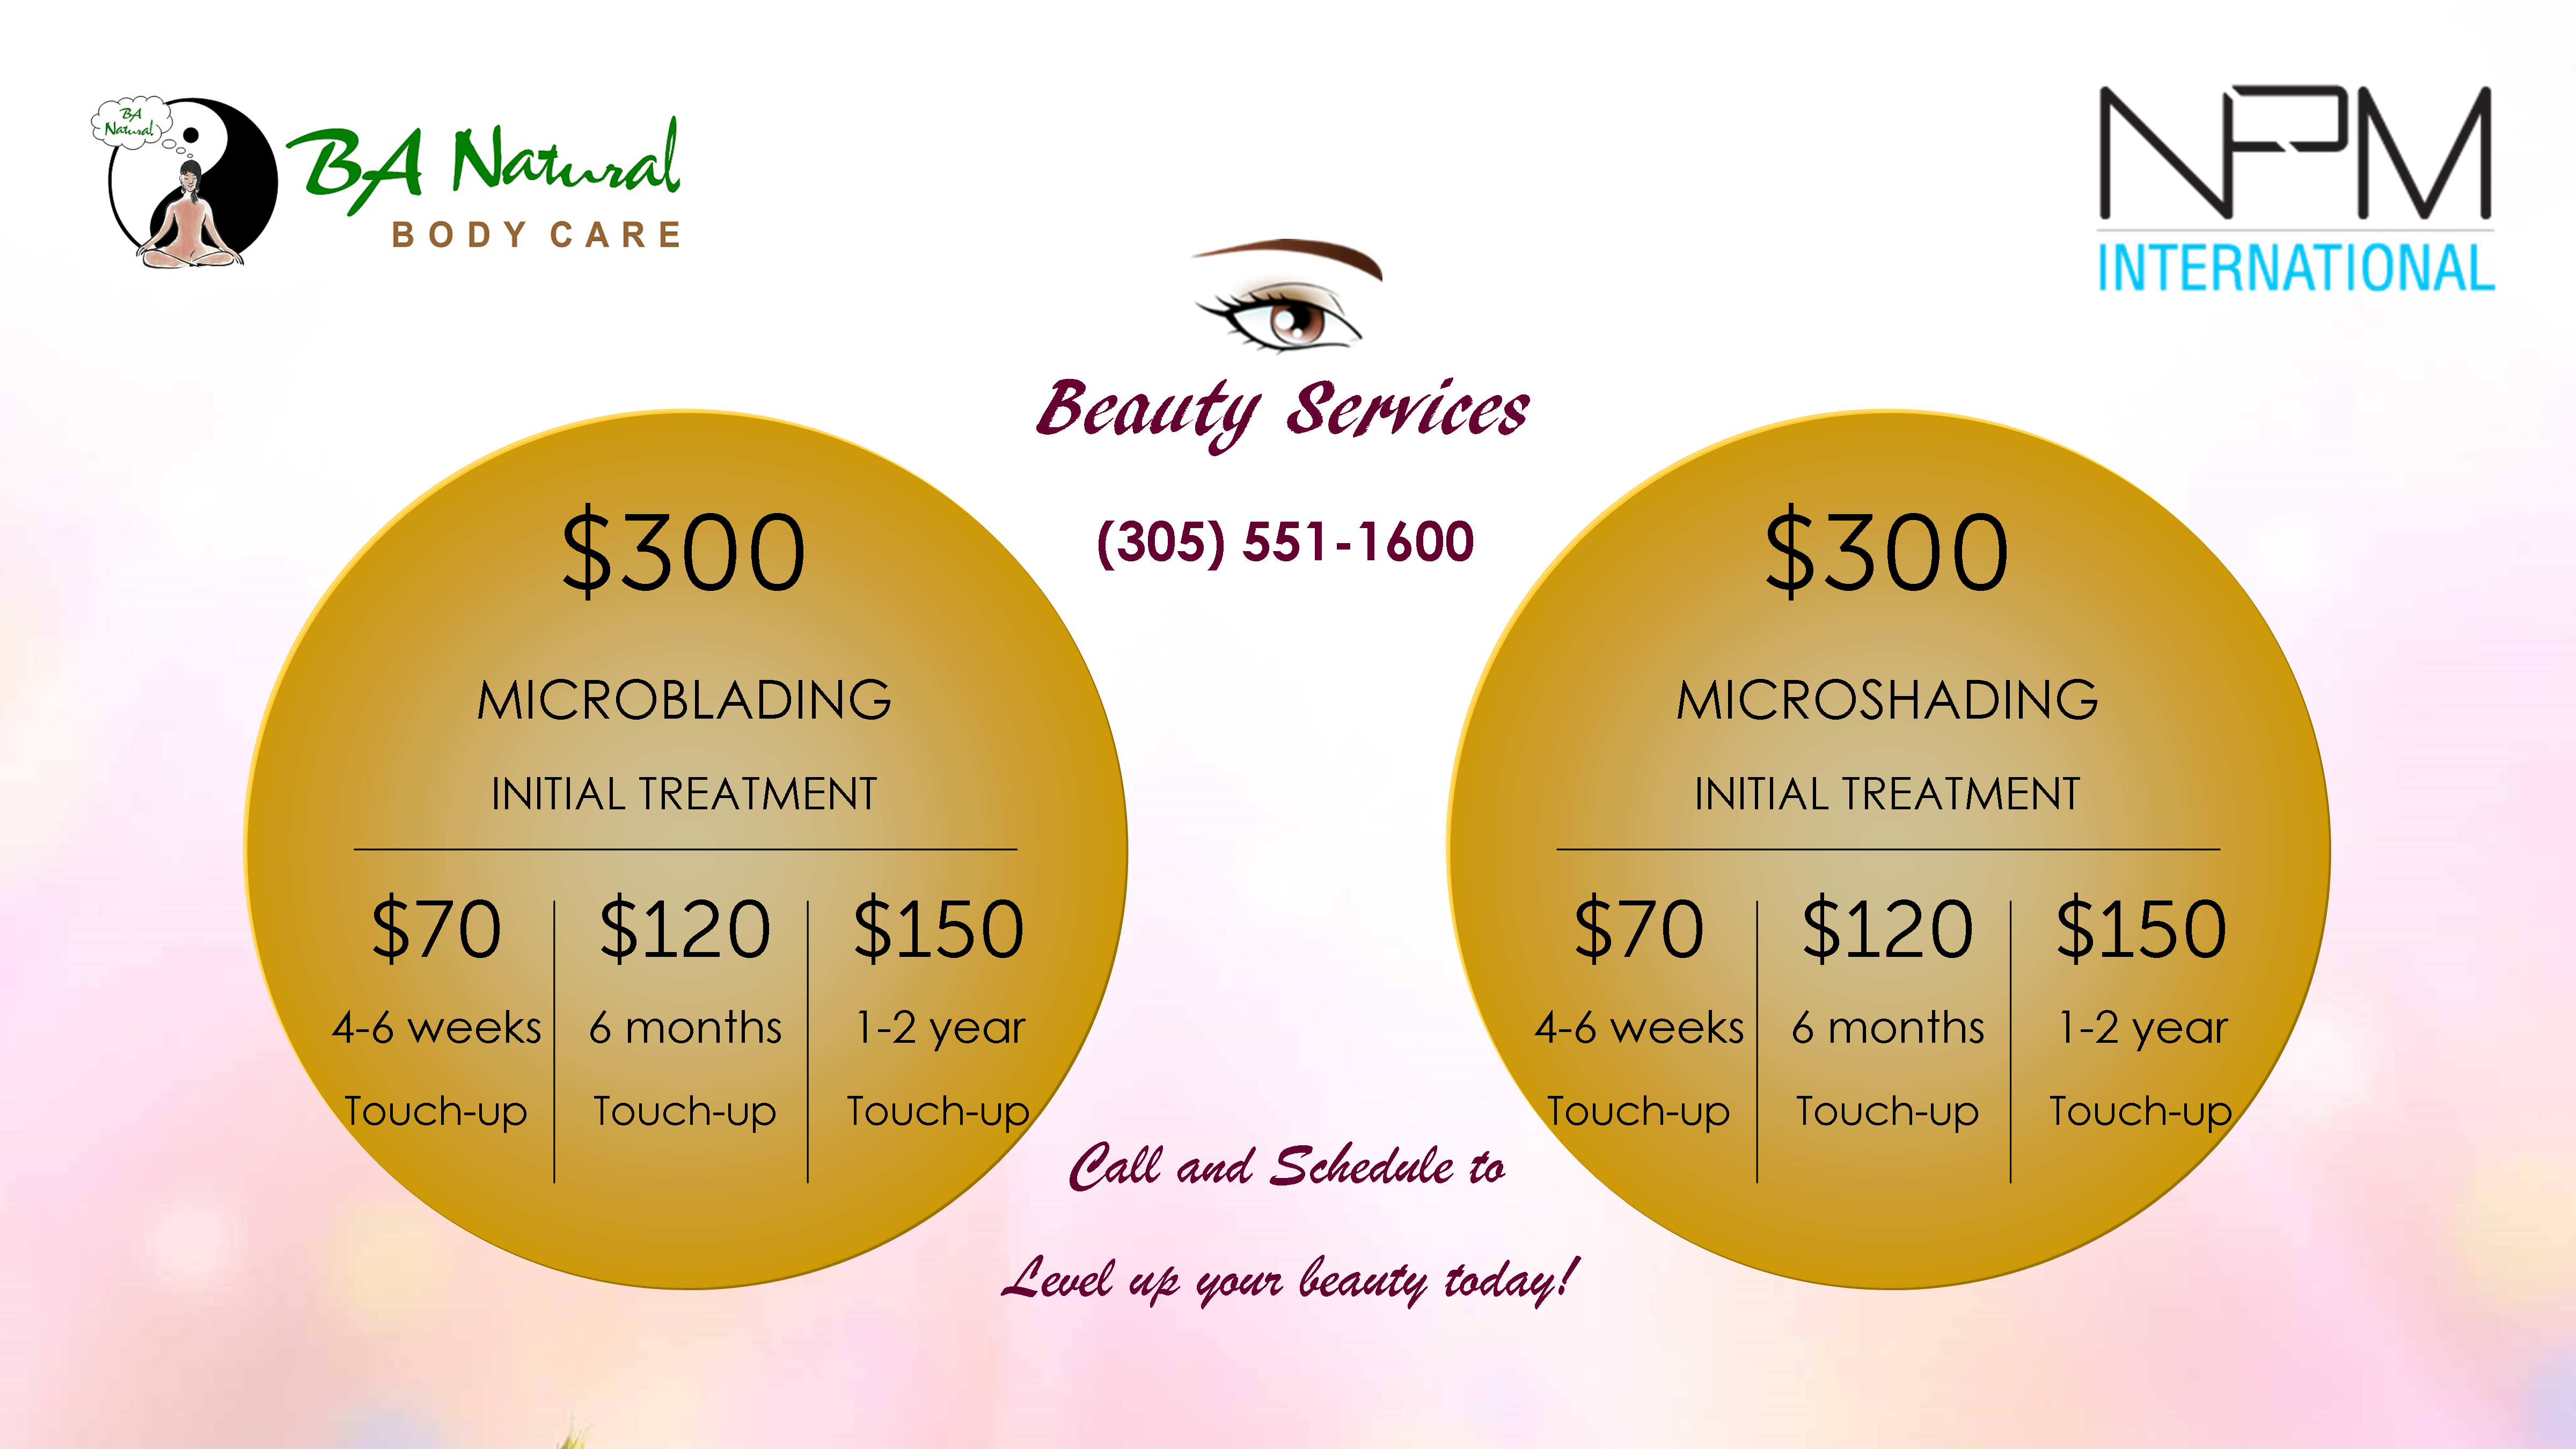 BA
Natural
BA Natural
BODY CARE
NPM
INTERNATIONAL
Beauty Services
(305) 551-1600
$300
MICROBLADING
INITIAL TREATMENT
$70
4-6 weeks
Touch-up
$120
6 months
Touch-up
$150
1-2 year
Touch-up
$300
MICROSHADING
INITIAL TREATMENT
$70
4-6 weeks
Touch-up
$120
6 months
Touch-up
$150
1-2 year
Touch-up
Call and Schedule to
Level up your beauty today!